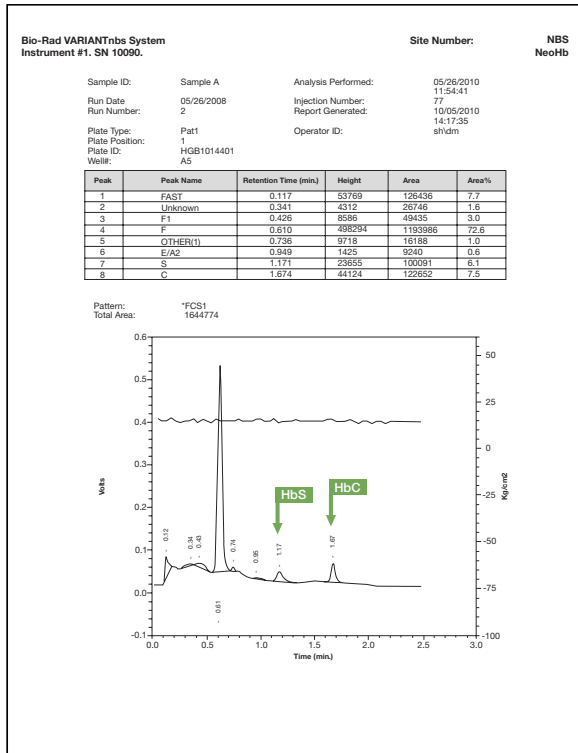 Bio-Rad VARIANTnbs System Site Number: NBS
Instrument #1. SN 10090. NeoHb
Sample ID: Sample A Analysis Performed: 05/26/2010
11:54:41
Run Date 05/26/2008 Injection Number: 77
Run Number: 2 Report Generated: 10/05/2010
14:17:35
Plate Type: Pat1 Operator ID: sh\dm
Plate Position: 1
Plate ID: HGB1014401
Well#: A5
Peak Peak Name Retention Time (min.) Height Area Area%
1 FAST 0.117 53769 126436 7.7
2 Unknown 0.341 4312 26746 1.6
3 F1 0.426 8586 49435 3.0
4 F 0.610 498294 1193986 72.6
5 OTHER(1) 0.736 9718 16188 1.0
6 E/A2 0.949 1425 9240 0.6
7 S 1.171 23655 100091 6.1
8 C 1.674 44124 122652 7.5
Pattern: *FCS1
Total Area: 1644774
0.6
50
0.5
25
0.4
0
0.3
Volts
-25
Kg/cm2
HbS HbC
0.2
-50
0.1
0.12 0.34 0.43 0.74 0.95 1.17 1.67
0.0
-75
0.61
-0.1
-100
0.0 0.5 1.0 1.5 2.0 2.5 3.0
Time (min.)